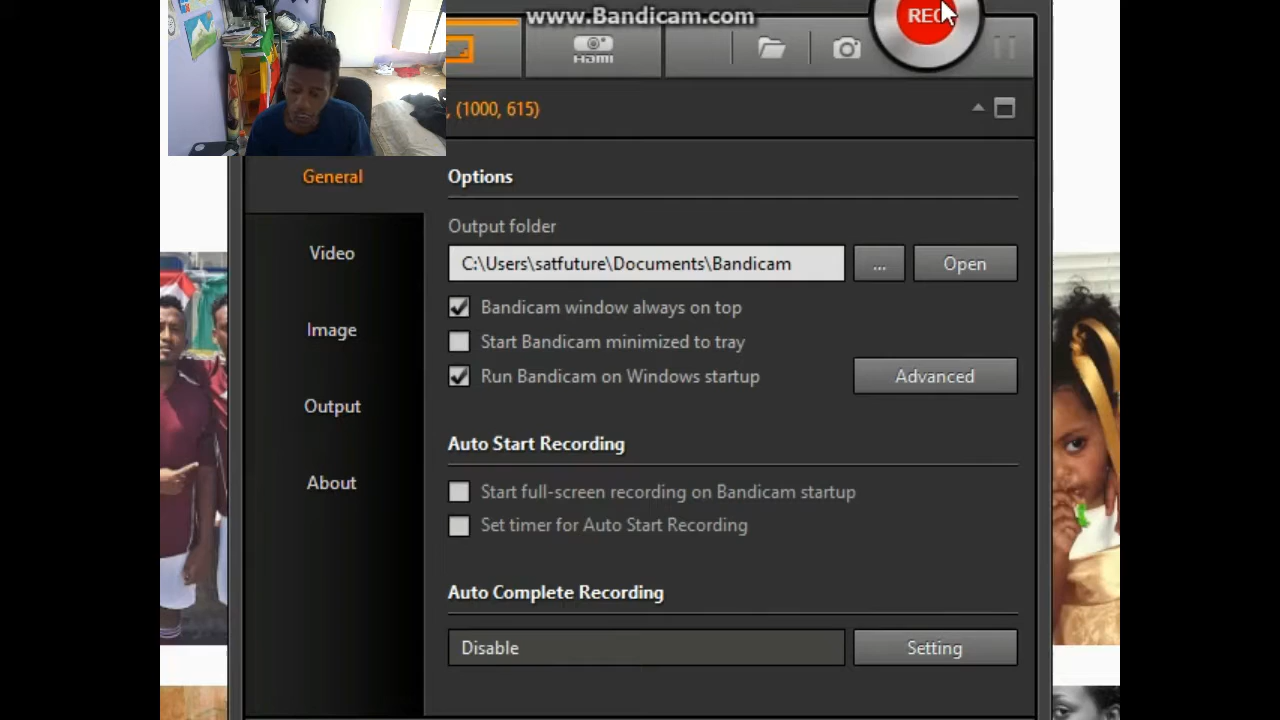 www.Bandicam.com
REC
HDMI
, (1000, 615)
General
Options
Output folder
Video
C:\Users\satfuture\Documents\Bandicam
...
Open
Bandicam window always on top
Image
Start Bandicam minimized to tray
Run Bandicam on Windows startup
Advanced
Output
Auto Start Recording
About
Start full-screen recording on Bandicam startup
Set timer for Auto Start Recording
Auto Complete Recording
Disable
Setting